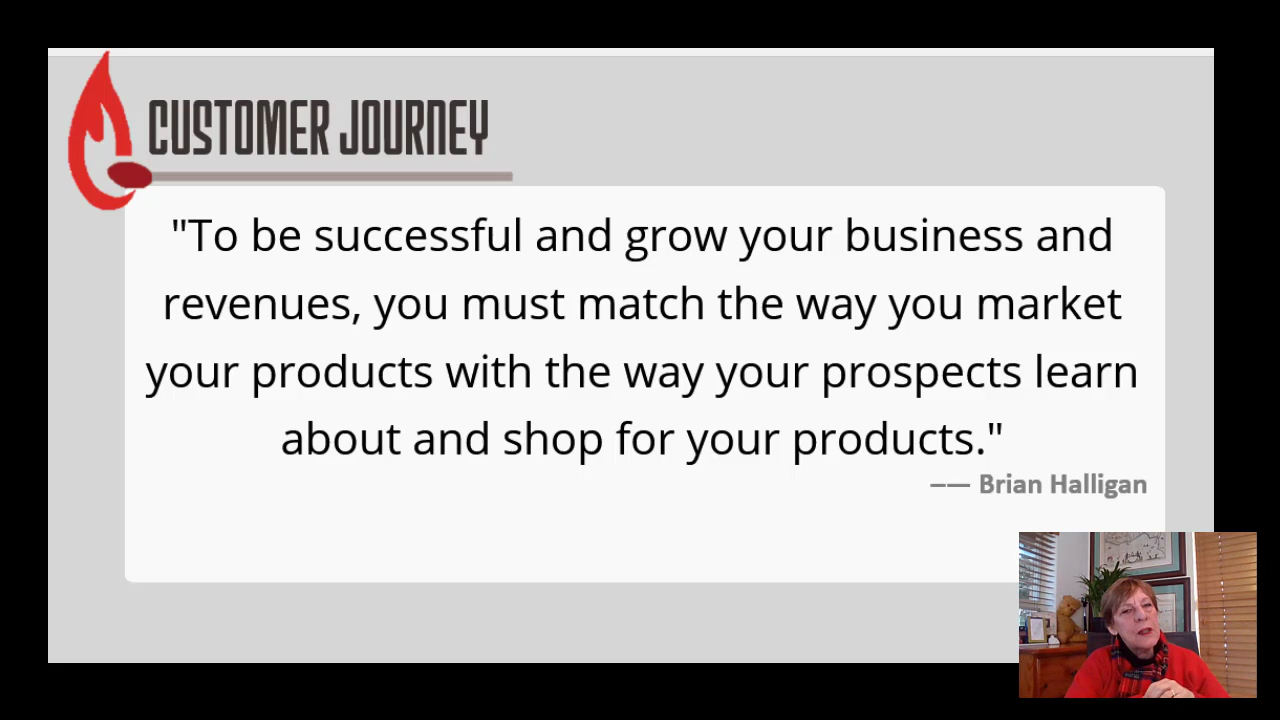 CUSTOMER JOURNEY
"To be successful and grow your business and
revenues, you must match the way you market
your products with the way your prospects learn
about and shop for your products."
—— Brian Halligan